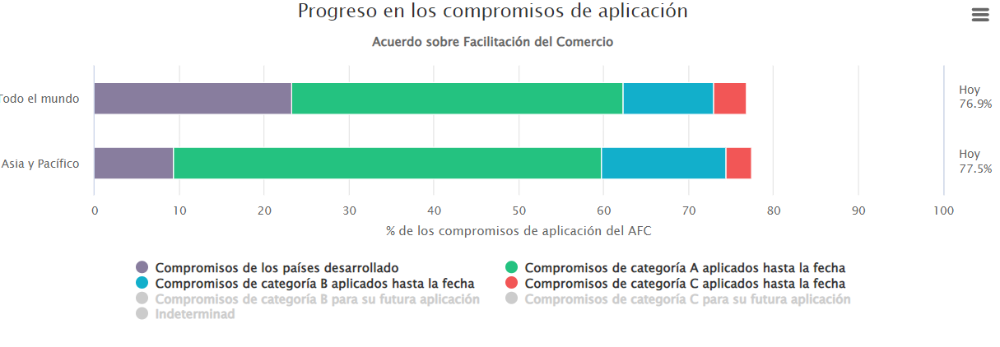 Progreso en los compromisos de aplicación
Acuerdo sobre Facilitación del Comercio
Todo el mundo
Hoy
76.9%
Asia y Pacífico
Hoy
77.5%
0 10 20 30 40 50 60 70 80 90 100
% de los compromisos de aplicación del AFC
Compromisos de los países desarrollado
Compromisos de categoría A aplicados hasta la fecha
Compromisos de categoría B aplicados hasta la fecha
Compromisos de categoría C aplicados hasta la fecha
Compromisos de categoría B para su futura aplicación
Compromisos de categoría C para su futura aplicación
Indeterminad